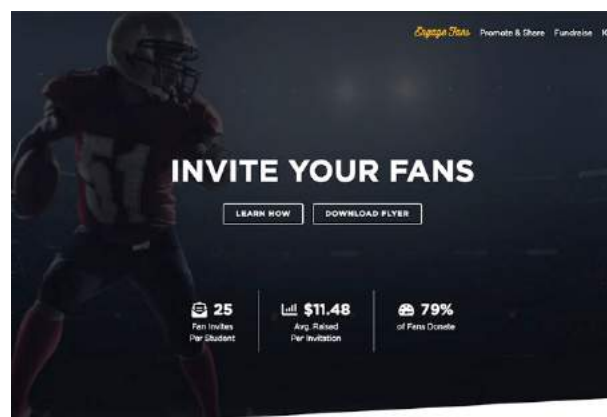 Engage Fans Promote & Share Fundraise
51
INVITE YOUR FANS
LEARN HOW DOWNLOAD FLYER
25 $11.48 79%
Fan Invites Avg. Raised of Fans Donate
Per Student Per Invitation